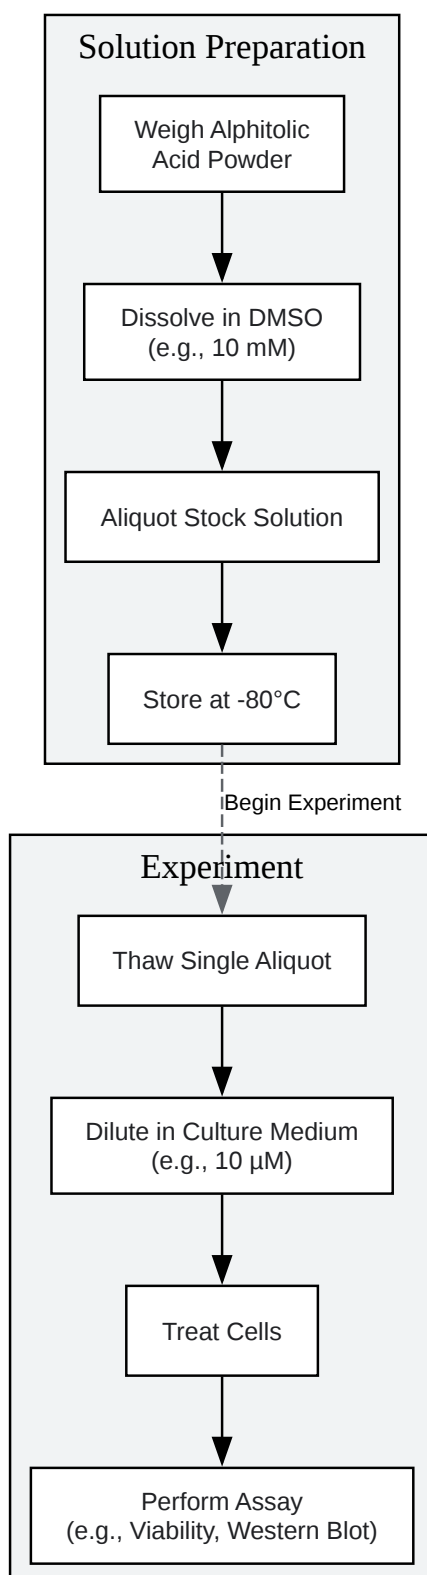 Solution Preparation
Weigh Alphitolic
Acid Powder
Dissolve in DMSO
(e.g., 10 mM)
Aliquot Stock Solution
Store at -80°C
Begin Experiment
Experiment
Thaw Single Aliquot
Dilute in Culture Medium
(e.g., 10 µM)
Treat Cells
Perform Assay
(e.g., Viability, Western Blot)